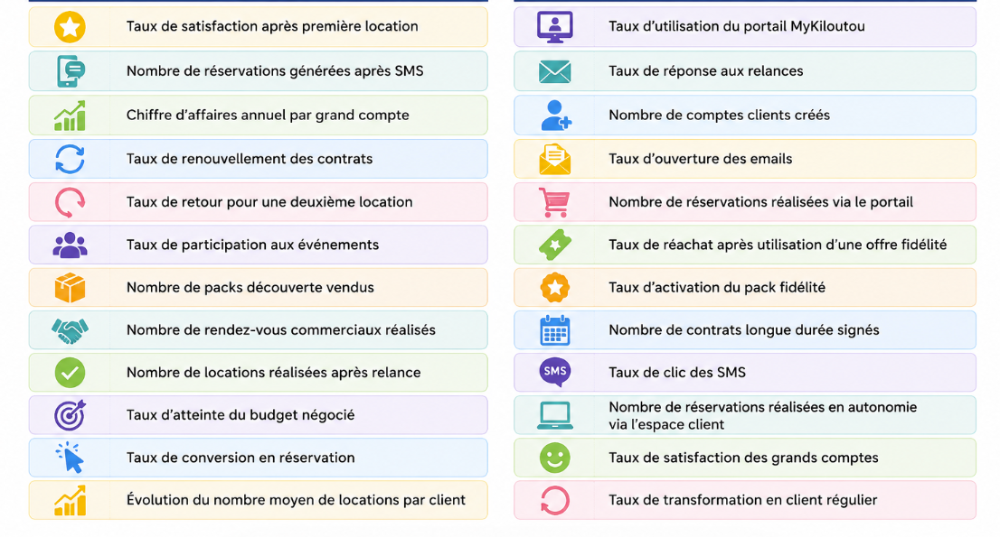 Taux de satisfaction après première location
Nombre de réservations générées après SMS
Chiffre d'affaires annuel par grand compte
Taux de renouvellement des contrats
Taux de retour pour une deuxième location
Taux de participation aux événements
Nombre de packs découverte vendus
Nombre de rendez-vous commerciaux réalisés
Nombre de locations réalisées après relance
Taux d'atteinte du budget négocié
Taux de conversion en réservation
Évolution du nombre moyen de locations par client
Taux d'utilisation du portail MyKiloutou
Taux de réponse aux relances
Nombre de comptes clients créés
Taux d'ouverture des emails
Nombre de réservations réalisées via le portail
Taux de réachat après utilisation d'une offre fidélité
Taux d'activation du pack fidélité
Nombre de contrats longue durée signés
SMS
Taux de clic des SMS
Nombre de réservations réalisées en autonomie
via l'espace client
Taux de satisfaction des grands comptes
Taux de transformation en client régulier